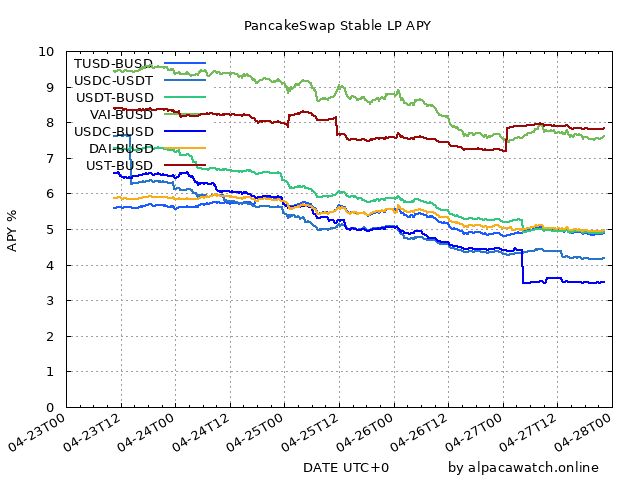 PancakeSwap Stable LP APY
10
9
8
7
6
5
4
3
2
1
0
APY %
TUSD-BUSD
USDC-USDT
USDT-BUSD
VAI-BUSD
USDC-BUSD
DAI-BUSD
UST-BUSD
04-23T00
04-23T12
04-24T00
04-24T12
04-25T00
04-25T12
04-26T00
04-26T12
04-27T00
04-27T12
04-28T00
DATE UTC+0
by alpacawatch.online